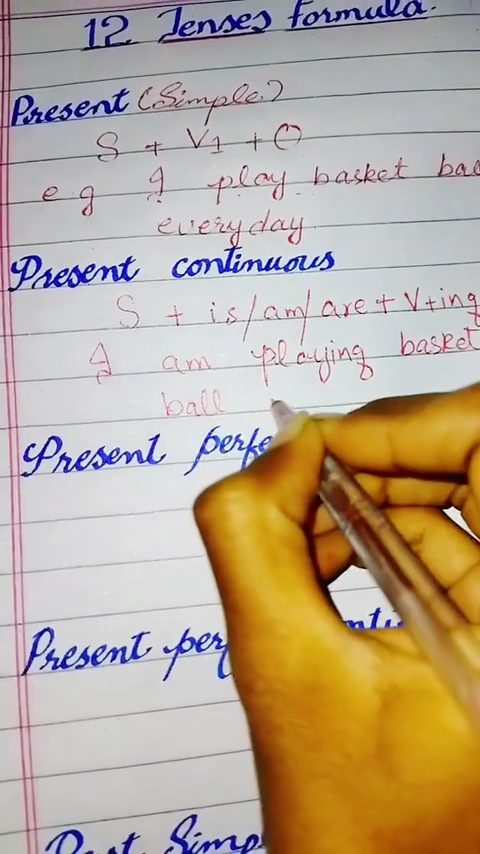 12 Tenses formula.
Present (Simple)
S + V1 + O
e g I play basket
everyday
Present continuous
S + is/am/are + V+ing
I am playing basket
ball
Present
Present
Past